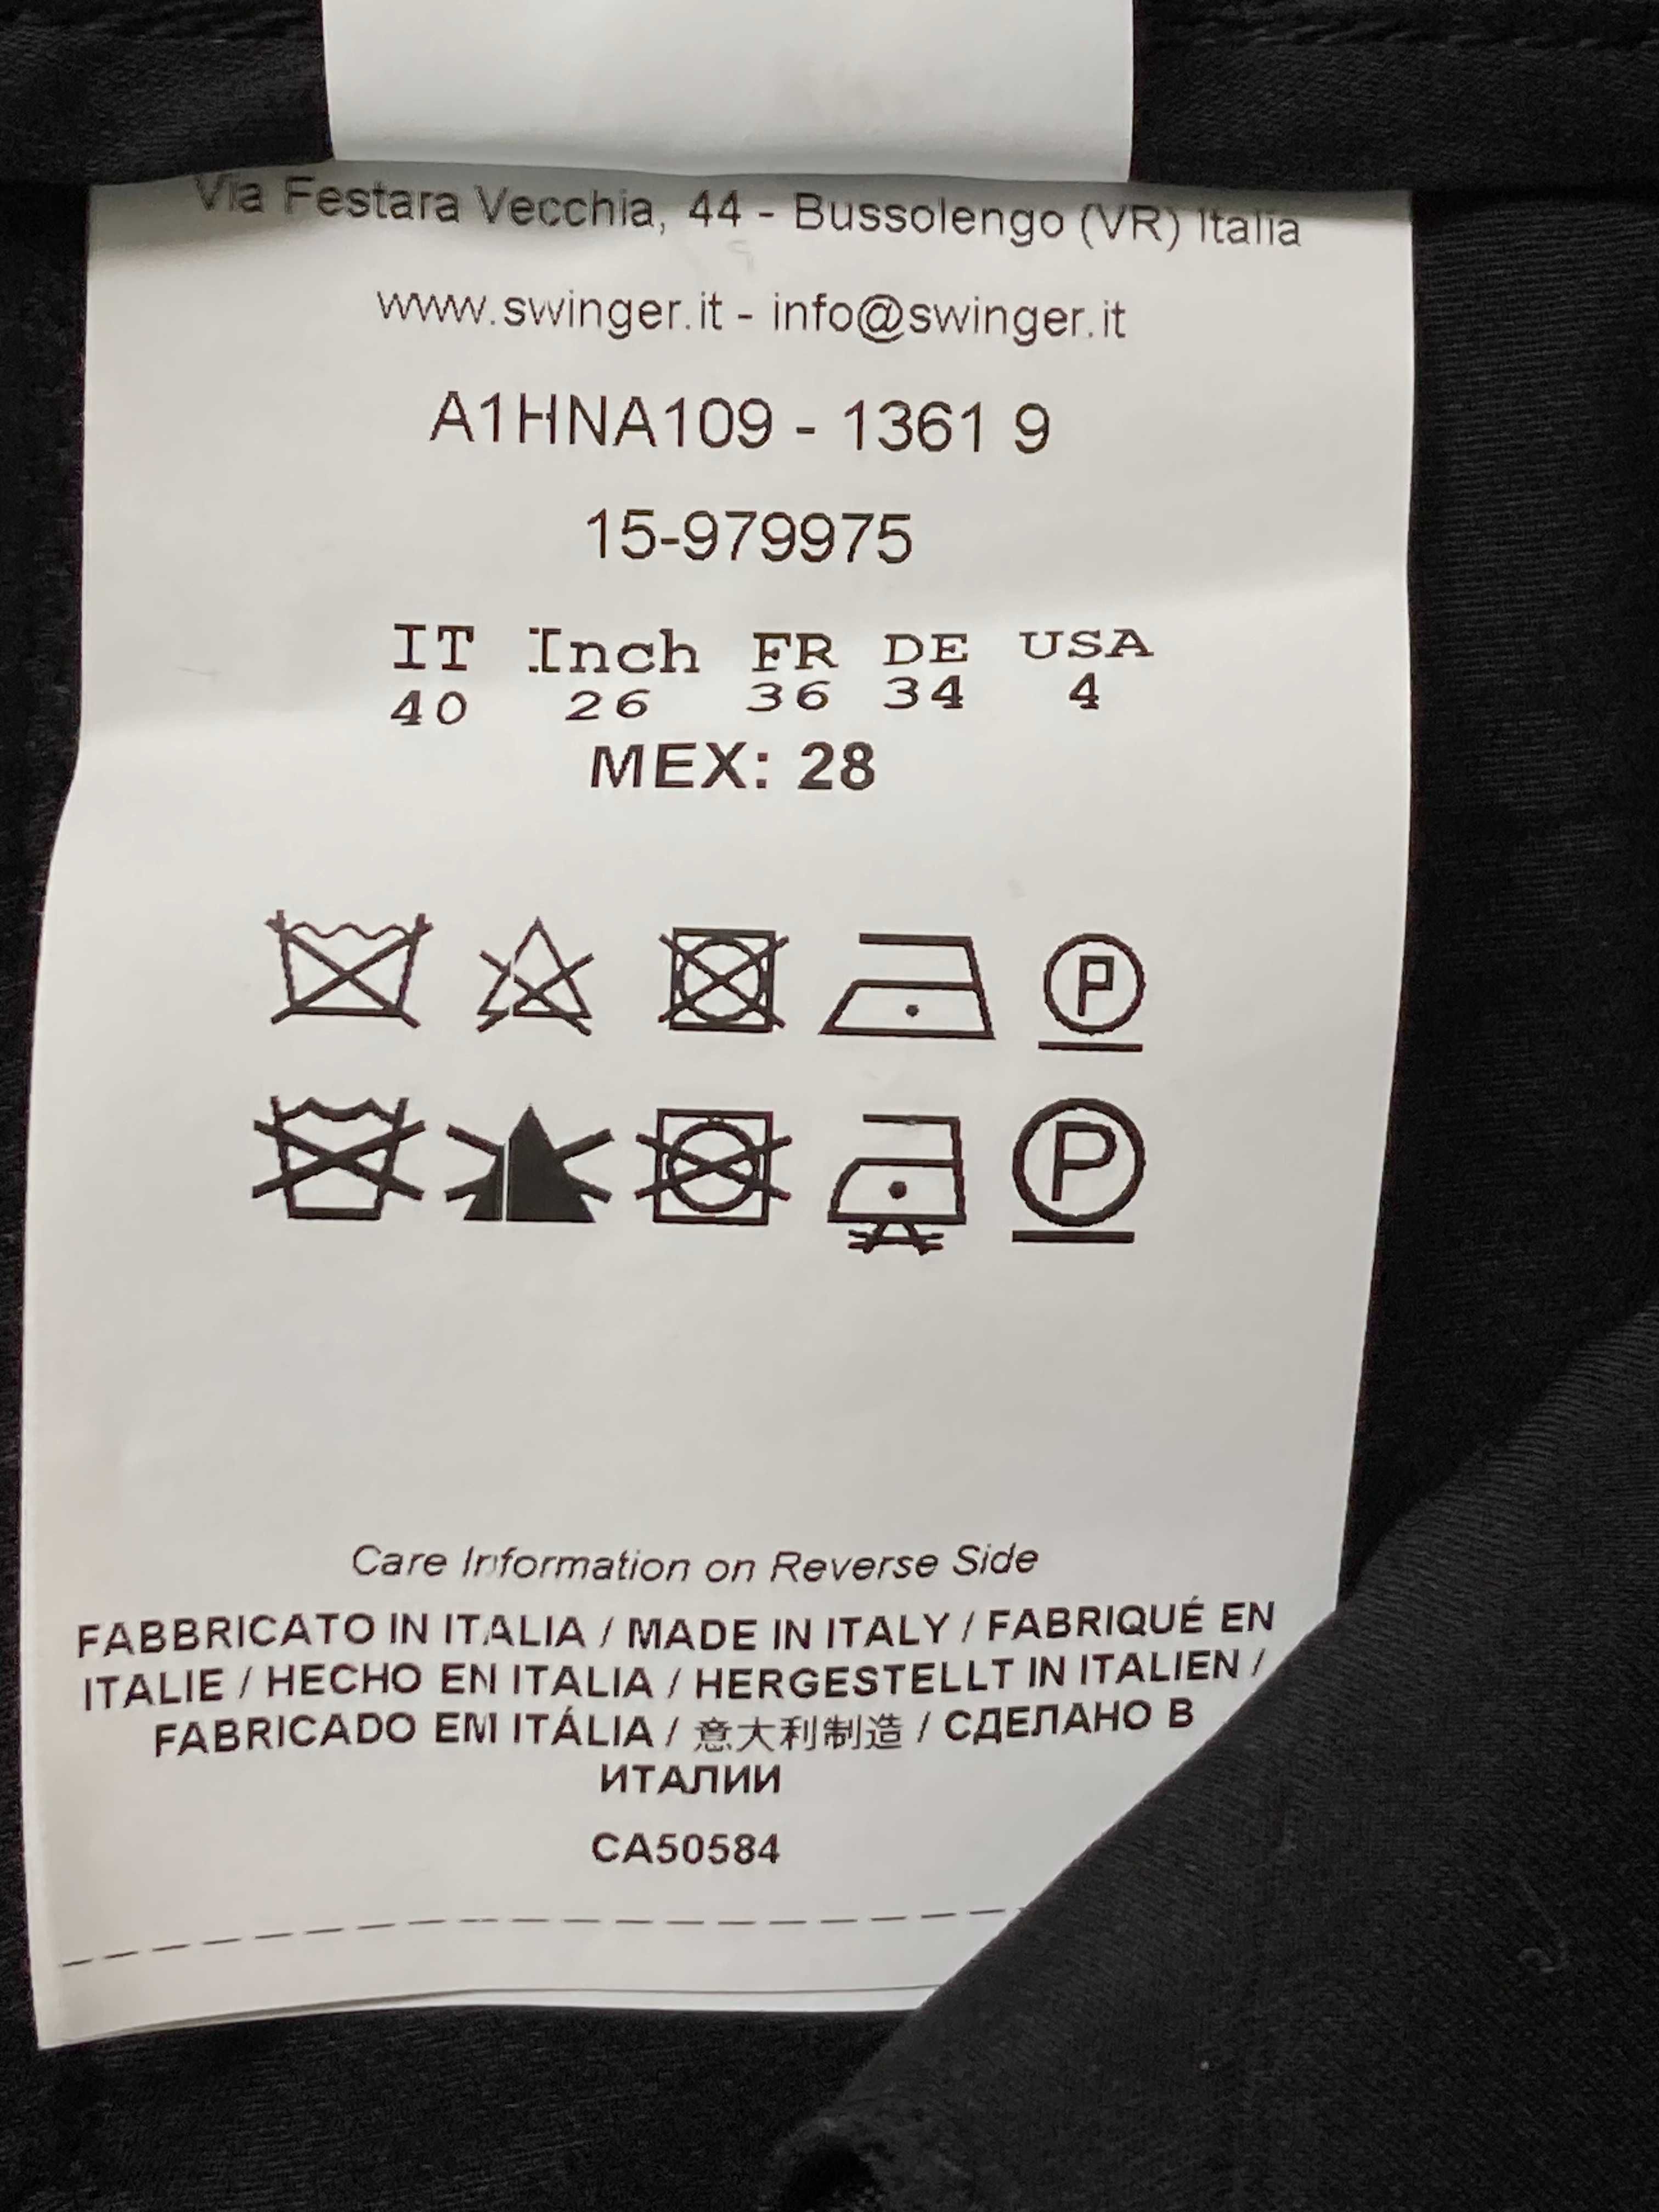 Via Festara Vecchia, 44 - Bussolengo (VR) Italia
www.swinger.it - info@swinger.it
A1HNA109 - 1361 9
15-979975
IT Inch FR DE USA
40 26 36 34 4
MEX: 28
P
P
Care Information on Reverse Side
FABBRICATO IN ITALIA / MADE IN ITALY / FABRIQUÉ EN
ITALIE / HECHO EN ITALIA / HERGESTELLT IN ITALIEN /
FABRICADO EM ITÁLIA / 意大利制造 / СДЕЛАНО В
ИТАЛИИ
CA50584